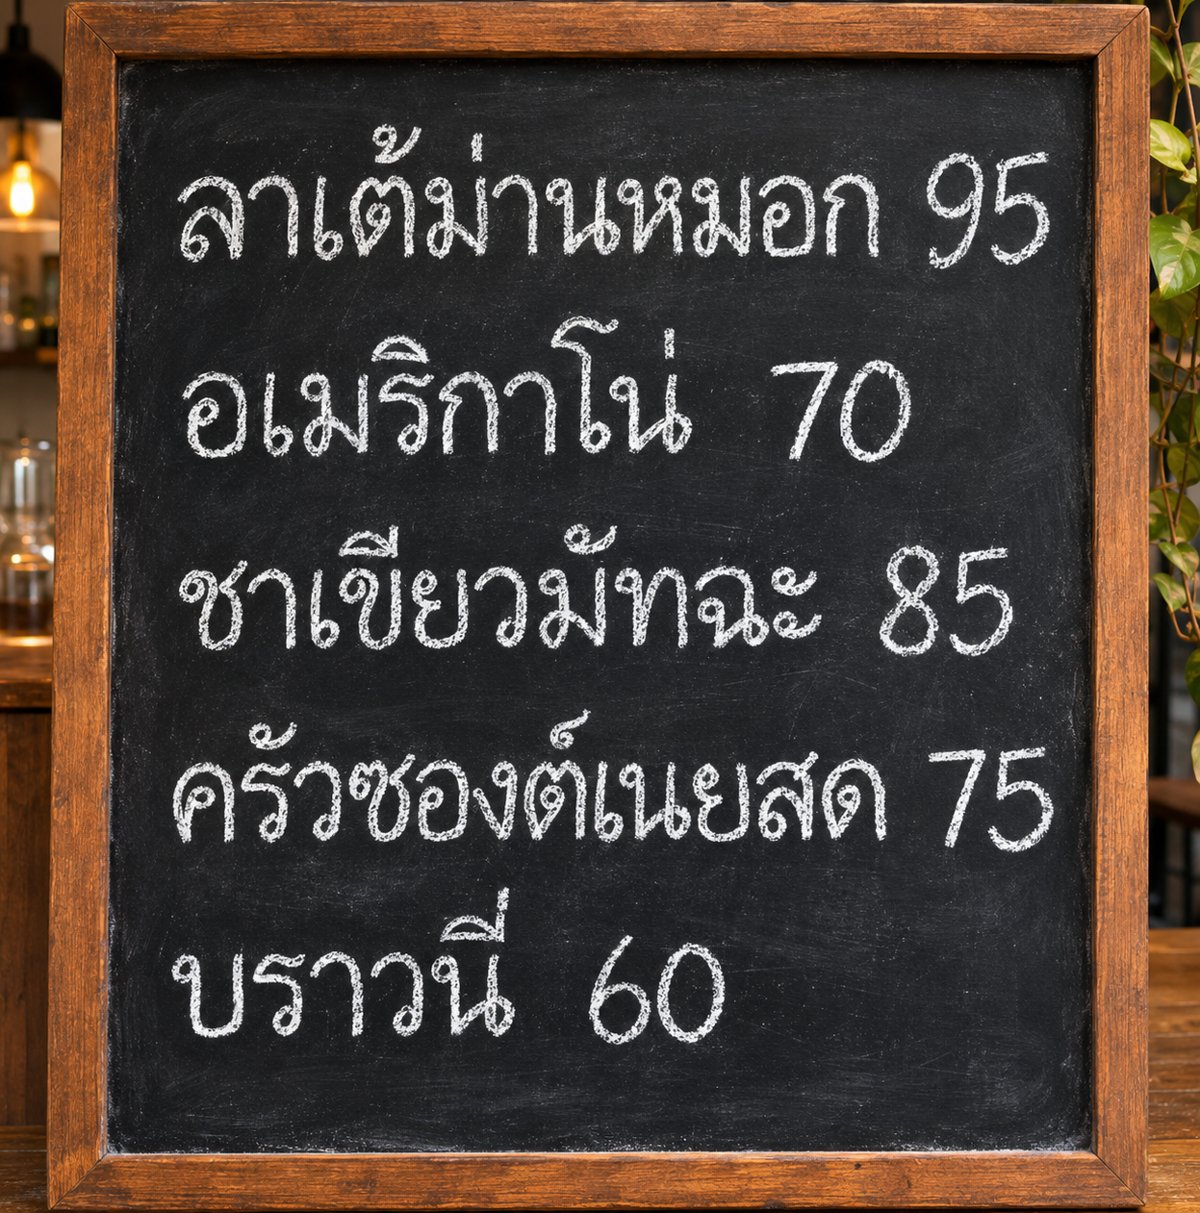 ลาเต้ม่านหมอก 95
อเมริกาโน่ 70
ชาเขียวมัทฉะ 85
ครัวซองต์เนยสด 75
บราวนี่ 60